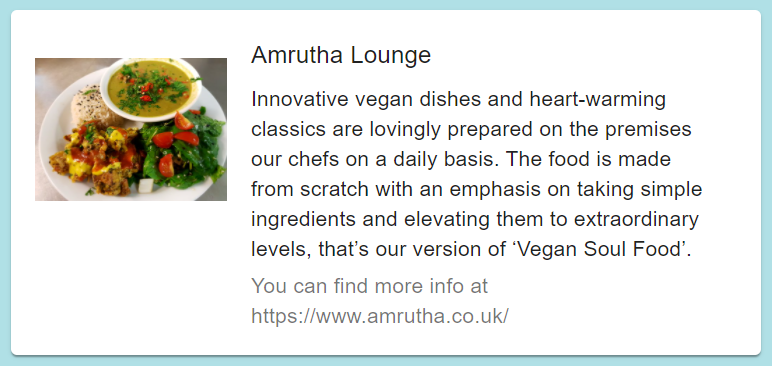 Amrutha Lounge
Innovative vegan dishes and heart-warming
classics are lovingly prepared on the premises
our chefs on a daily basis. The food is made
from scratch with an emphasis on taking simple
ingredients and elevating them to extraordinary
levels, that’s our version of ‘Vegan Soul Food’.
You can find more info at
https://www.amrutha.co.uk/